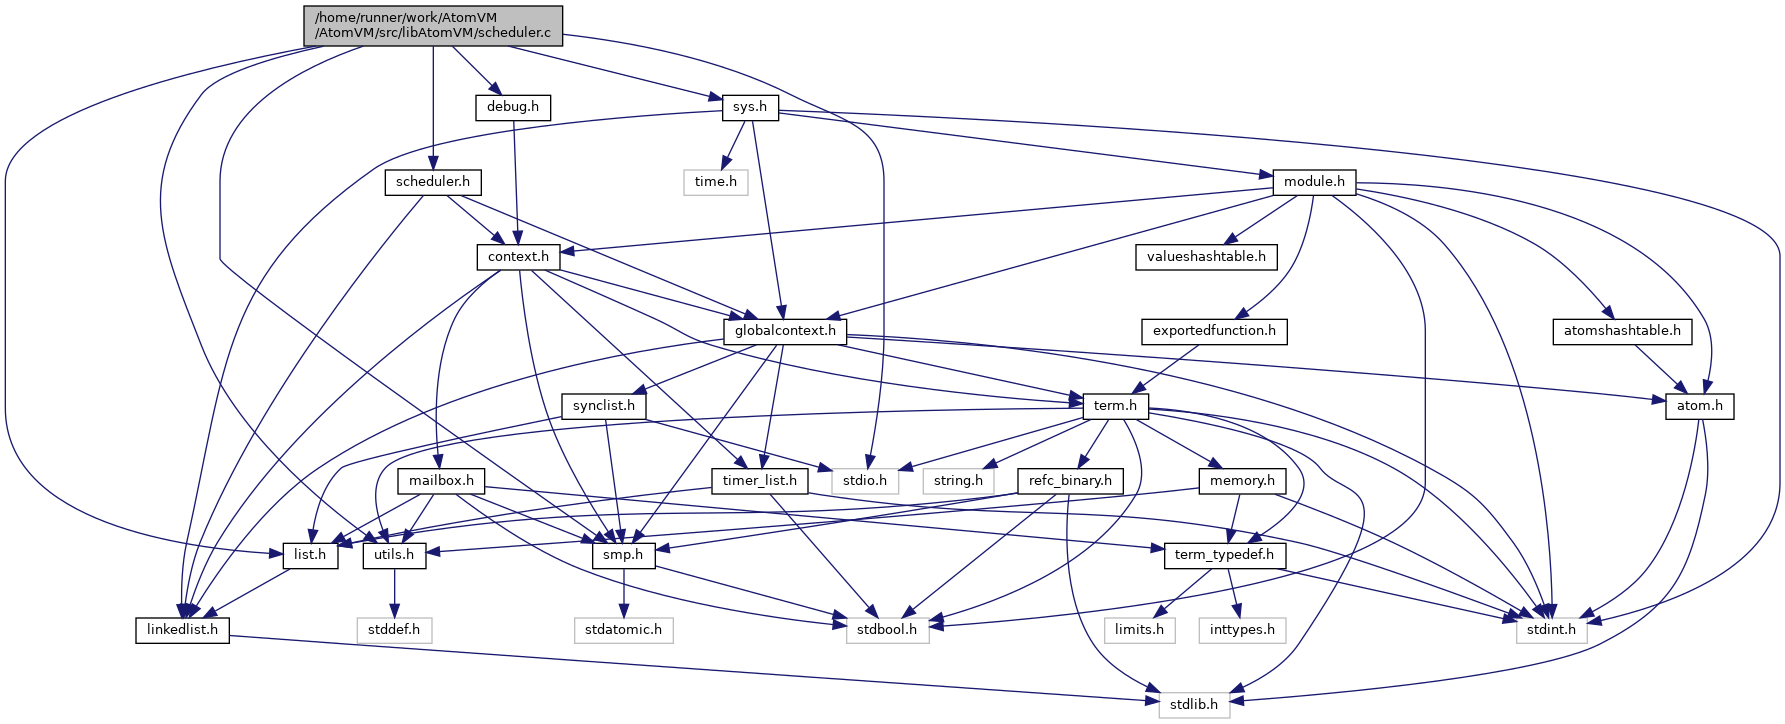 /home/runner/work/AtomVM
/AtomVM/src/libAtomVM/scheduler.c
debug.h
sys.h
scheduler.h
time.h
module.h
context.h
valueshashtable.h
globalcontext.h
exportedfunction.h
atomshashtable.h
synclist.h
term.h
atom.h
mailbox.h
timer_list.h
stdio.h
string.h
refc_binary.h
memory.h
list.h
utils.h
smp.h
term_typedef.h
linkedlist.h
stddef.h
stdatomic.h
stdbool.h
limits.h
inttypes.h
stdint.h
stdlib.h